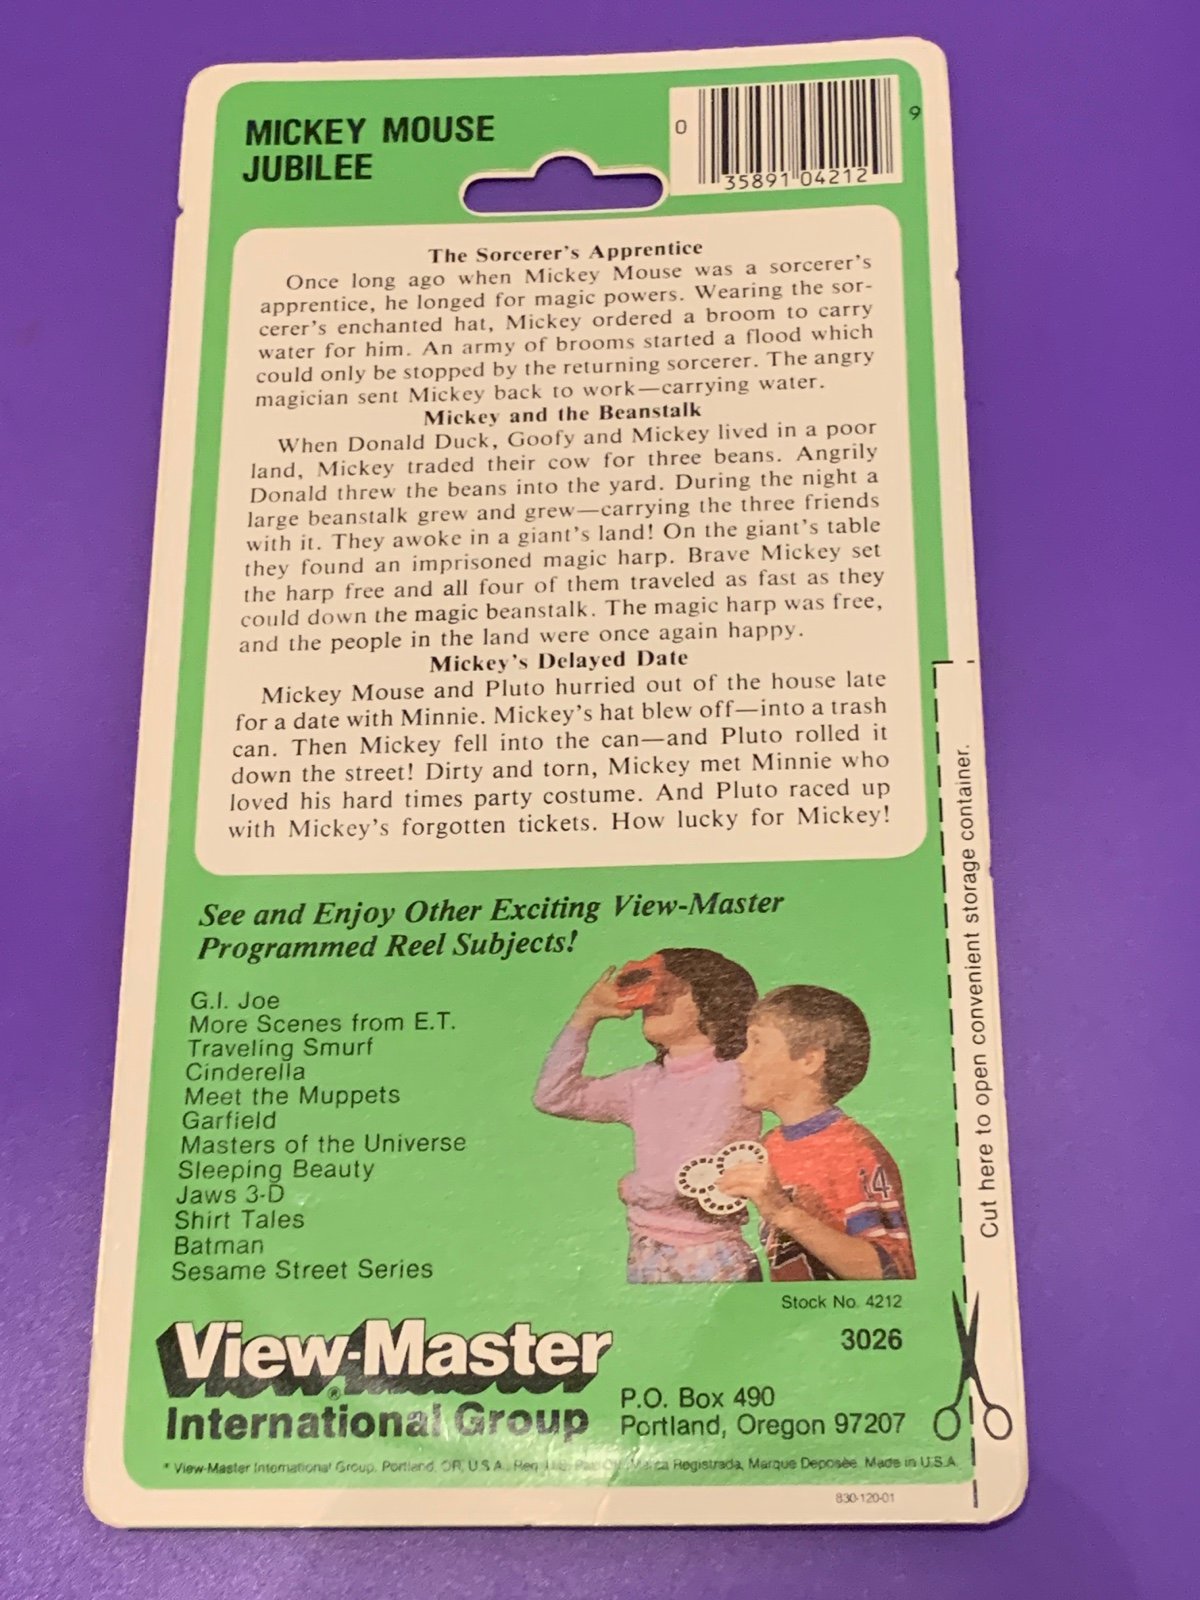 MICKEY MOUSE
JUBILEE
0
35891 04212
9
The Sorcerer's Apprentice
Once long ago when Mickey Mouse was a sorcerer's
apprentice, he longed for magic powers. Wearing the sor-
cerer's enchanted hat, Mickey ordered a broom to carry
water for him. An army of brooms started a flood which
could only be stopped by the returning sorcerer. The angry
magician sent Mickey back to work—carrying water.
Mickey and the Beanstalk
When Donald Duck, Goofy and Mickey lived in a poor
land, Mickey traded their cow for three beans. Angrily
Donald threw the beans into the yard. During the night a
large beanstalk grew and grew—carrying the three friends
with it. They awoke in a giant's land! On the giant's table
they found an imprisoned magic harp. Brave Mickey set
the harp free and all four of them traveled as fast as they
could down the magic beanstalk. The magic harp was free,
and the people in the land were once again happy.
Mickey's Delayed Date
Mickey Mouse and Pluto hurried out of the house late
for a date with Minnie. Mickey's hat blew off—into a trash
can. Then Mickey fell into the can—and Pluto rolled it
down the street! Dirty and torn, Mickey met Minnie who
loved his hard times party costume. And Pluto raced up
with Mickey's forgotten tickets. How lucky for Mickey!
See and Enjoy Other Exciting View-Master
Programmed Reel Subjects!
G.I. Joe
More Scenes from E.T.
Traveling Smurf
Cinderella
Meet the Muppets
Garfield
Masters of the Universe
Sleeping Beauty
Jaws 3-D
Shirt Tales
Batman
Sesame Street Series
14
Cut here to open convenient storage container.
Stock No. 4212
3026
View-Master
®
International Group
P.O. Box 490
Portland, Oregon 97207
* View-Master International Group, Portland, OR, U.S.A. Reg. Marca Registrada, Marque Deposée. Made in U.S.A.
830-120-01